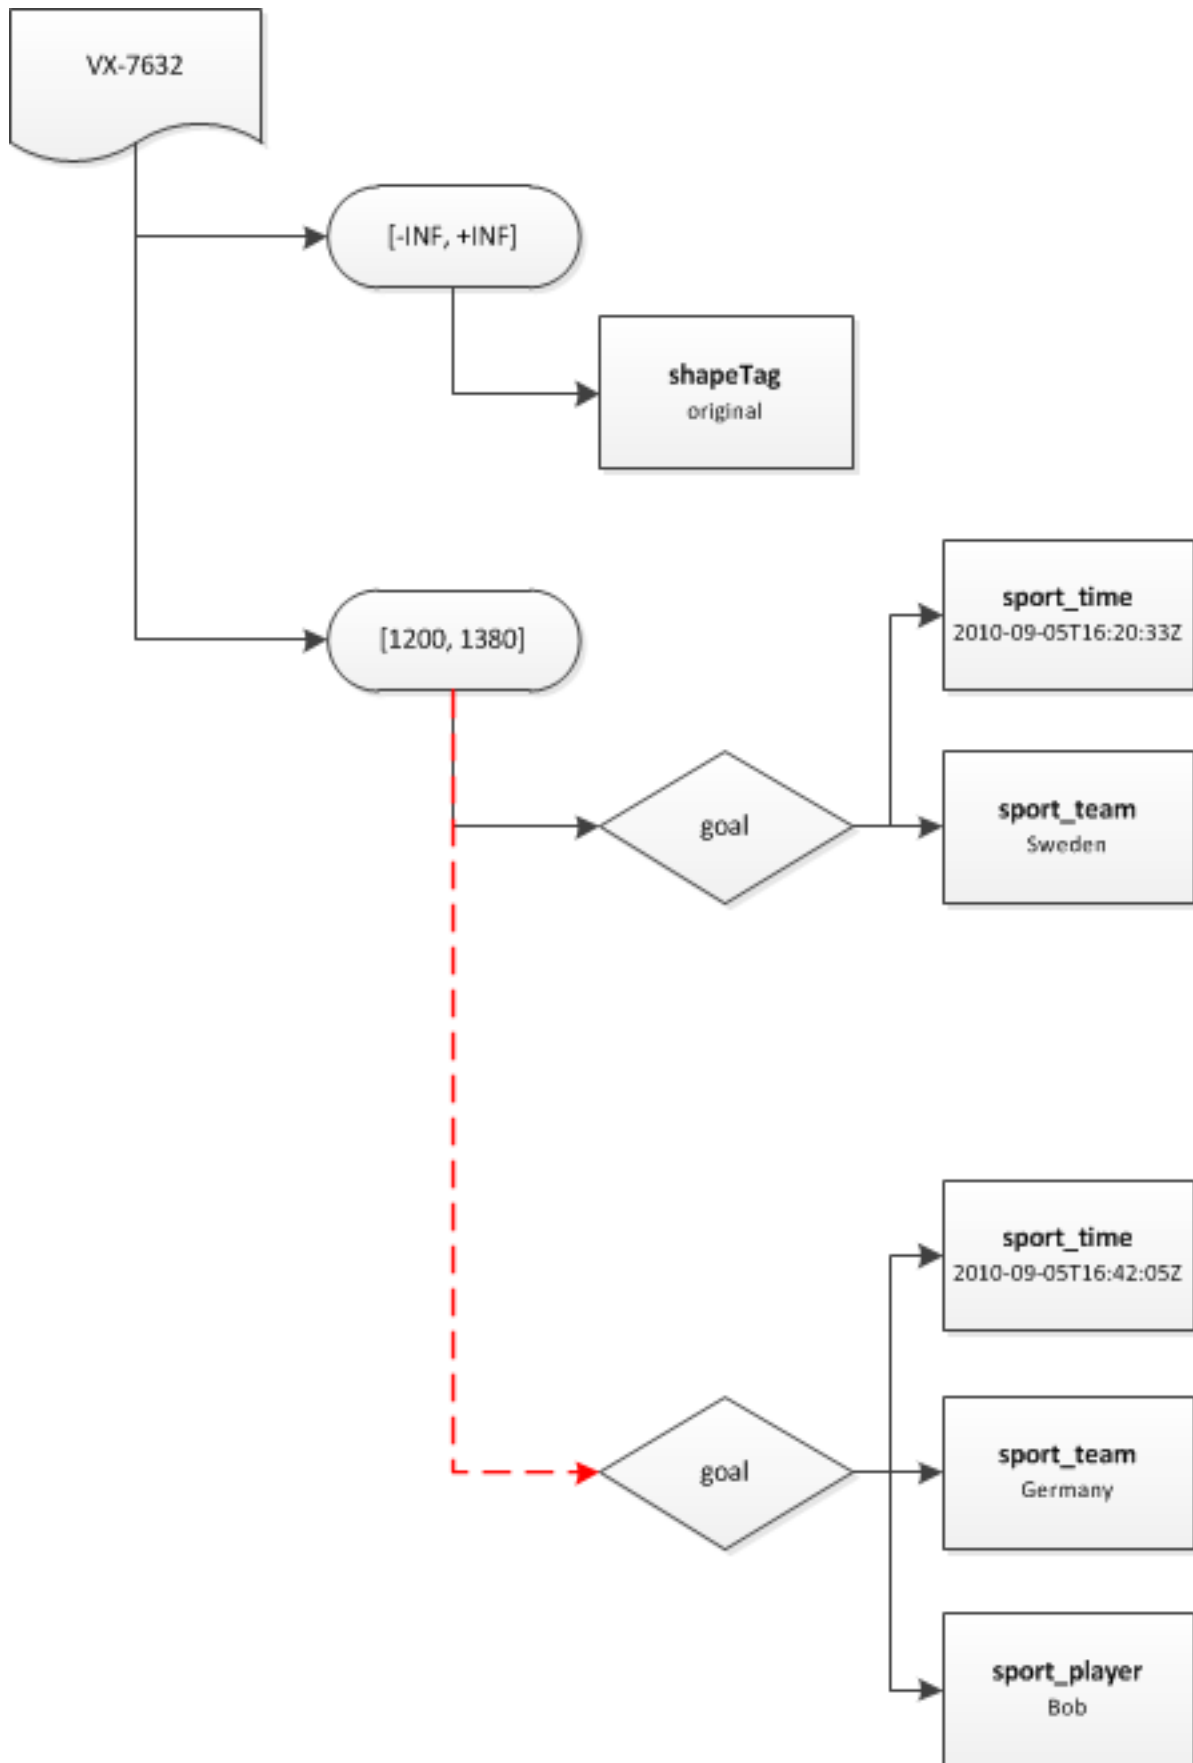 VX-7632
[-INF, +INF]
shapeTag
original
[1200, 1380]
sport_time
2010-09-05T16:20:33Z
goal
sport_team
Sweden
sport_time
2010-09-05T16:42:05Z
goal
sport_team
Germany
sport_player
Bob